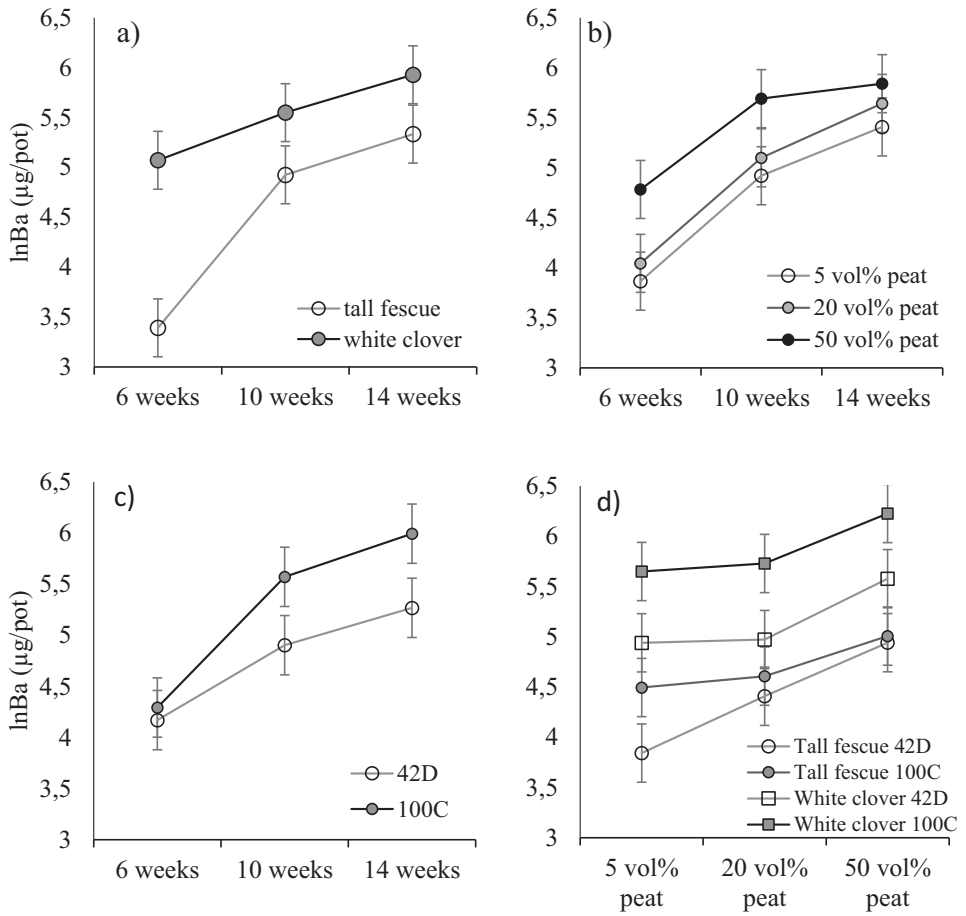 a)
6,5
6
5,5
5
4,5
4
3,5
3
lnBa (µg/pot)
tall fescue
white clover
6 weeks 10 weeks 14 weeks
b)
6,5
6
5,5
5
4,5
4
3,5
3
5 vol% peat
20 vol% peat
50 vol% peat
6 weeks 10 weeks 14 weeks
c)
6,5
6
5,5
5
4,5
4
3,5
3
lnBa (µg/pot)
42D
100C
6 weeks 10 weeks 14 weeks
d)
6,5
6
5,5
5
4,5
4
3,5
3
Tall fescue 42D
Tall fescue 100C
White clover 42D
White clover 100C
5 vol% 20 vol% 50 vol%
peat peat peat